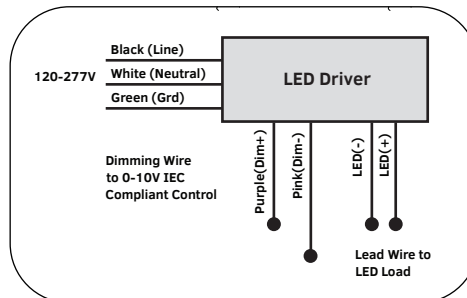 Black (Line)
120-277V
White (Neutral)
Green (Grd)
LED Driver
Dimming Wire
to 0-10V IEC
Compliant Control
Purple(Dim+)
Pink(Dim-)
LED(-)
LED(+)
Lead Wire to
LED Load